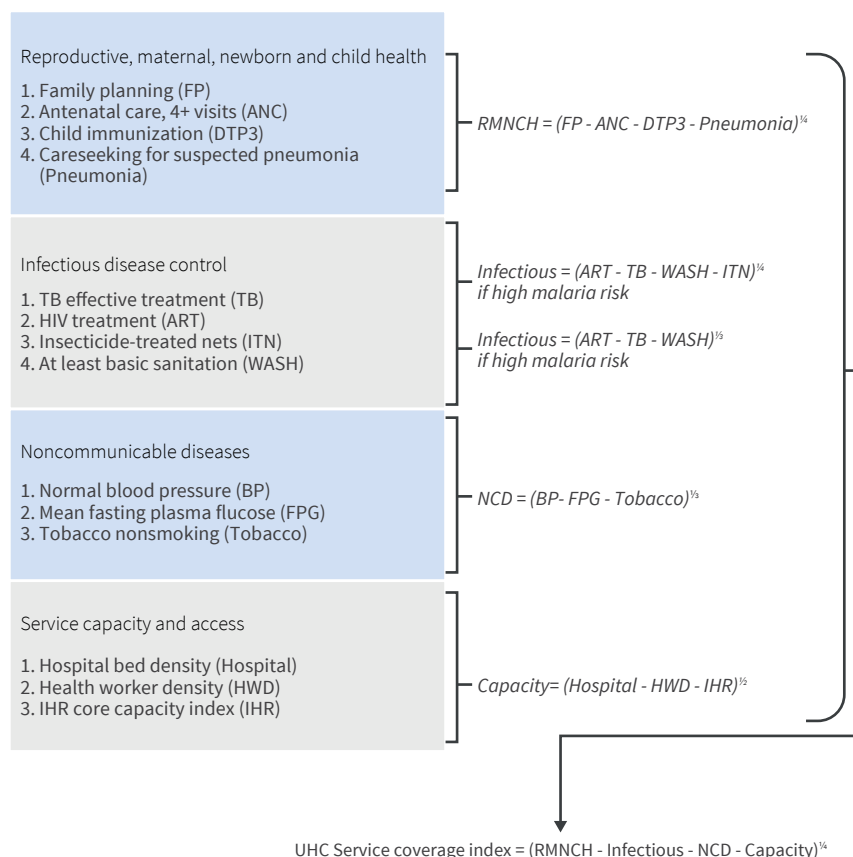 Reproductive, maternal, newborn and child health
1. Family planning (FP)
2. Antenatal care, 4+ visits (ANC)
3. Child immunization (DTP3)
4. Careseeking for suspected pneumonia
(Pneumonia)
RMNCH = (FP - ANC - DTP3 - Pneumonia)¼
Infectious disease control
1. TB effective treatment (TB)
2. HIV treatment (ART)
3. Insecticide-treated nets (ITN)
4. At least basic sanitation (WASH)
Infectious = (ART - TB - WASH - ITN)¼
if high malaria risk
Infectious = (ART - TB - WASH)⅓
if high malaria risk
Noncommunicable diseases
1. Normal blood pressure (BP)
2. Mean fasting plasma flucose (FPG)
3. Tobacco nonsmoking (Tobacco)
NCD = (BP- FPG - Tobacco)⅓
Service capacity and access
1. Hospital bed density (Hospital)
2. Health worker density (HWD)
3. IHR core capacity index (IHR)
Capacity= (Hospital - HWD - IHR)½
UHC Service coverage index = (RMNCH - Infectious - NCD - Capacity)¼